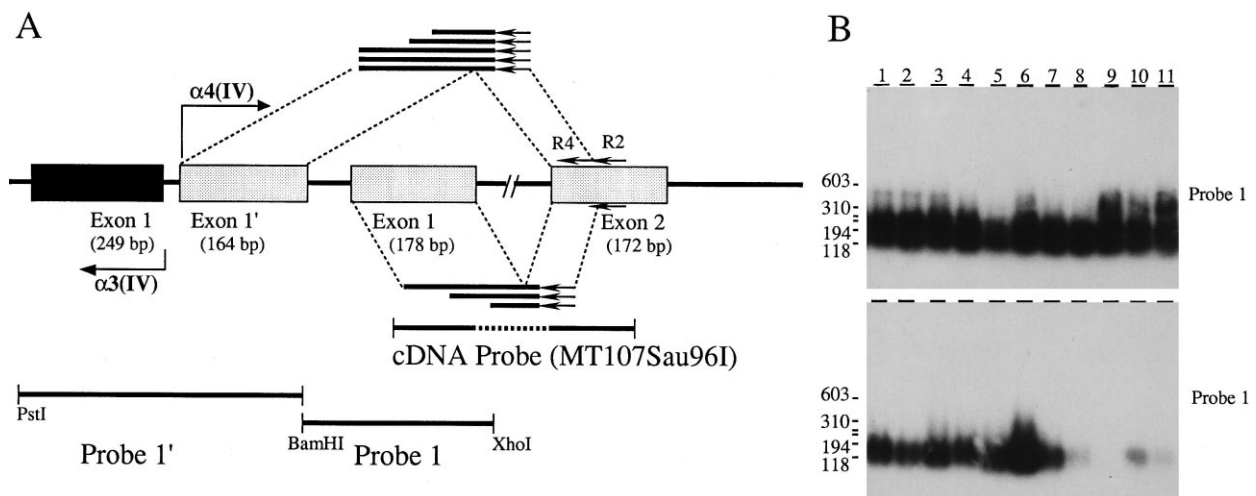 A
α4(IV)
R4
R2
Exon 1
(249 bp)
Exon 1'
(164 bp)
Exon 1
(178 bp)
Exon 2
(172 bp)
α3(IV)
cDNA Probe (MT107Sau96I)
PstI
BamHI
XhoI
Probe 1'
Probe 1
B
1 2 3 4 5 6 7 8 9 10 11
603
310
194
118
Probe 1
603
310
194
118
Probe 1